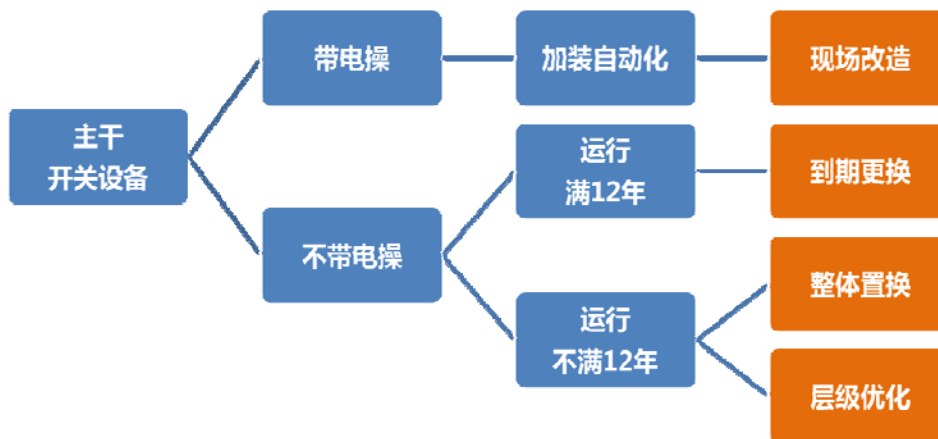 主干
开关设备
带电操
加装自动化
现场改造
不带电操
运行
满12年
到期更换
运行
不满12年
整体置换
层级优化